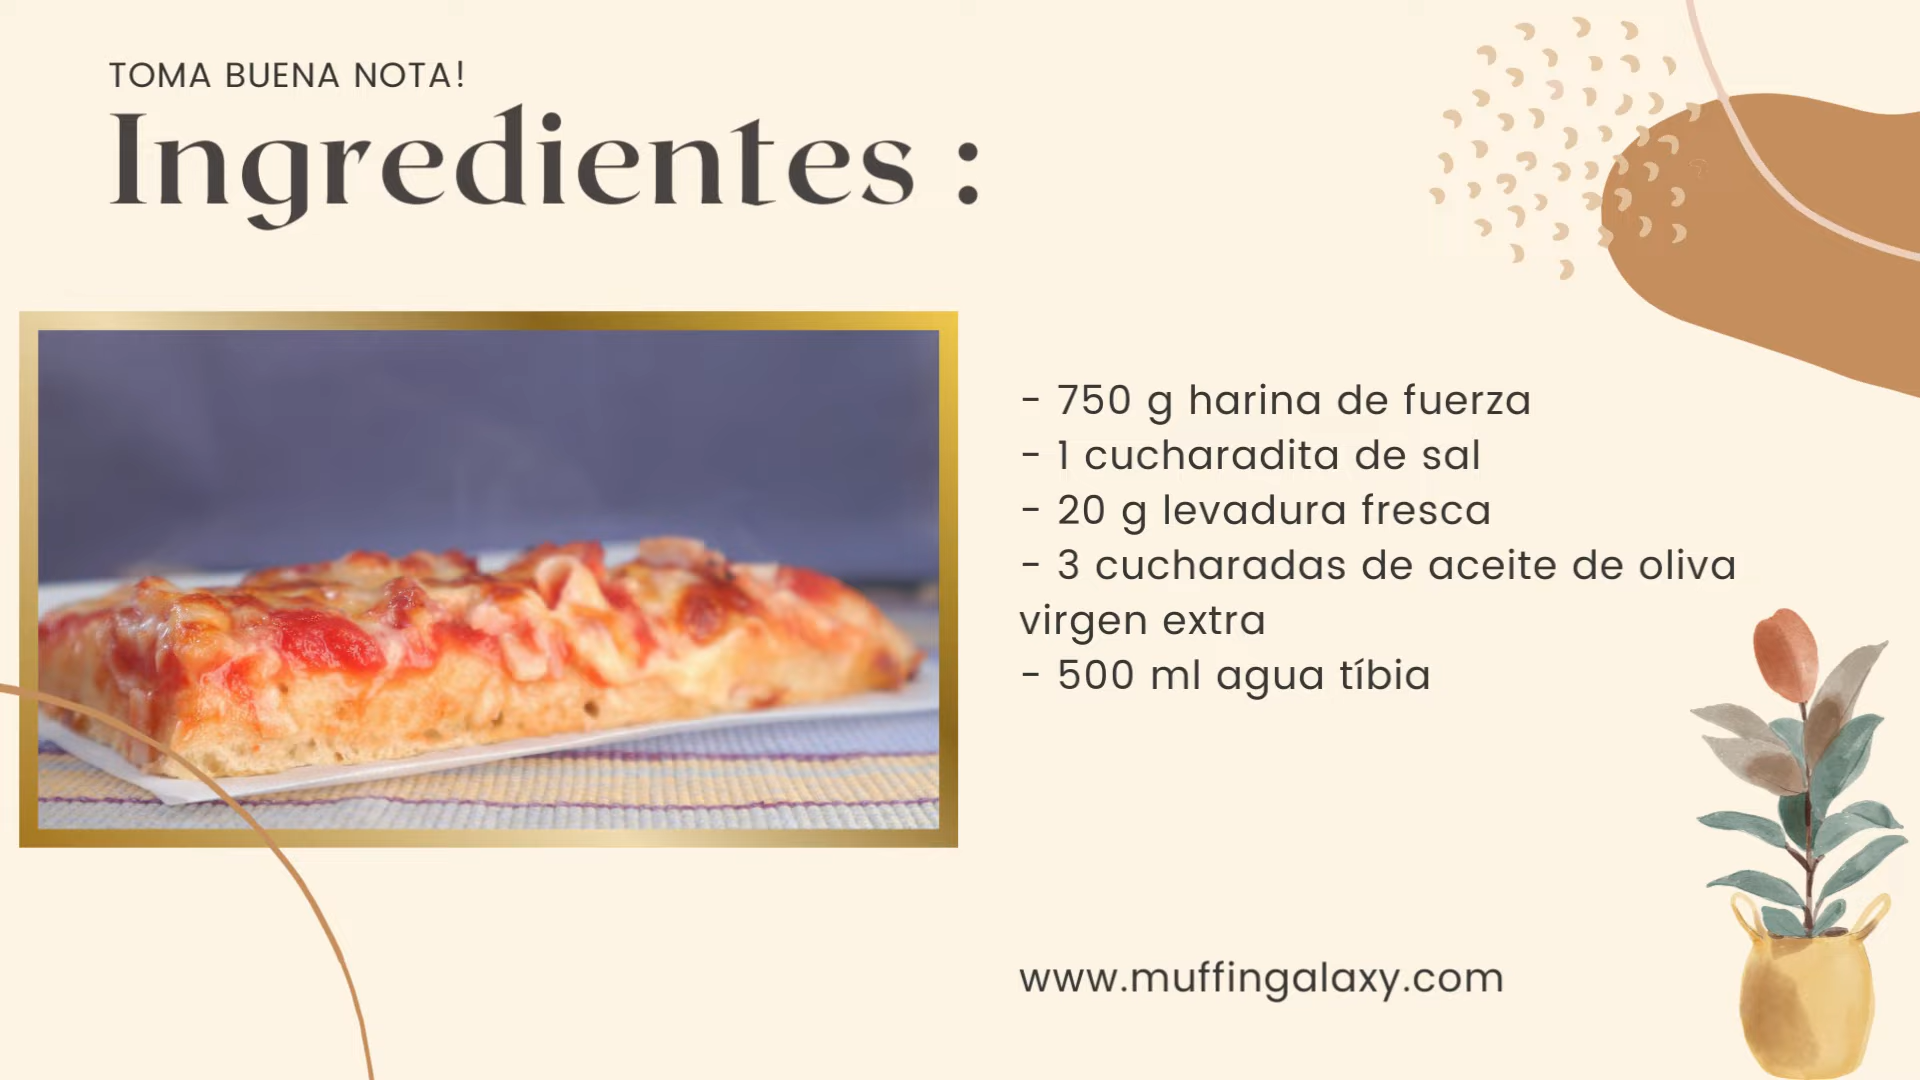 TOMA BUENA NOTA!
Ingredientes :
- 750 g harina de fuerza
- 1 cucharadita de sal
- 20 g levadura fresca
- 3 cucharadas de aceite de oliva
virgen extra
- 500 ml agua tíbia
www.muffingalaxy.com